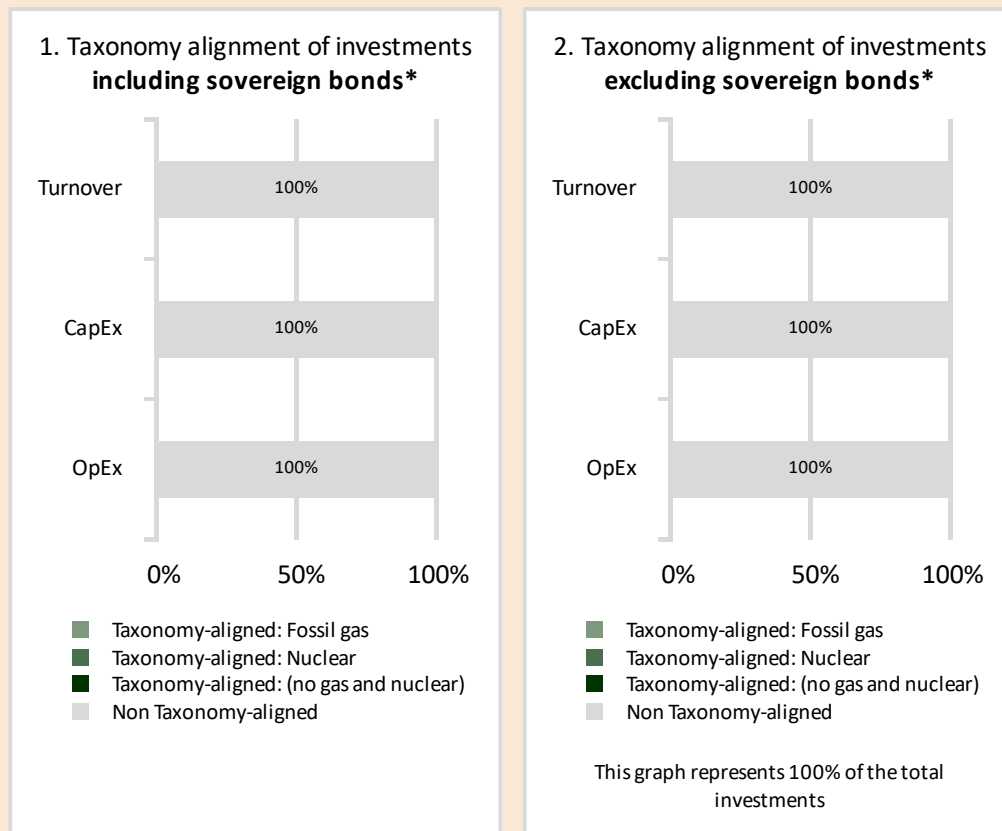 1. Taxonomy alignment of investments
including sovereign bonds*
Turnover
100%
CapEx
100%
OpEx
100%
0%
50%
100%
Taxonomy-aligned: Fossil gas
Taxonomy-aligned: Nuclear
Taxonomy-aligned: (no gas and nuclear)
Non Taxonomy-aligned
2. Taxonomy alignment of investments
excluding sovereign bonds*
Turnover
100%
CapEx
100%
OpEx
100%
0%
50%
100%
Taxonomy-aligned: Fossil gas
Taxonomy-aligned: Nuclear
Taxonomy-aligned: (no gas and nuclear)
Non Taxonomy-aligned
This graph represents 100% of the total
investments